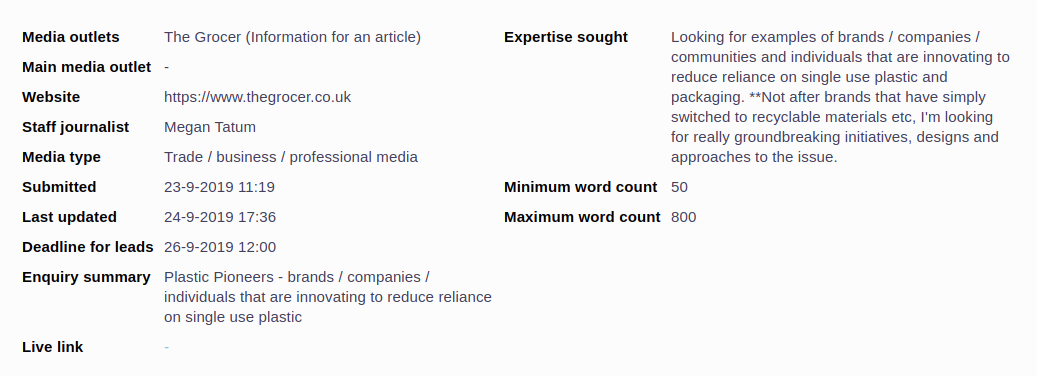 Media outlets The Grocer (Information for an article)
Main media outlet -
Website https://www.thegrocer.co.uk
Staff journalist Megan Tatum
Media type Trade / business / professional media
Submitted 23-9-2019 11:19
Last updated 24-9-2019 17:36
Deadline for leads 26-9-2019 12:00
Enquiry summary Plastic Pioneers - brands / companies /
individuals that are innovating to reduce reliance
on single use plastic
Live link -
Expertise sought Looking for examples of brands / companies /
communities and individuals that are innovating to
reduce reliance on single use plastic and
packaging. **Not after brands that have simply
switched to recyclable materials etc, I'm looking
for really groundbreaking initiatives, designs and
approaches to the issue.
Minimum word count 50
Maximum word count 800